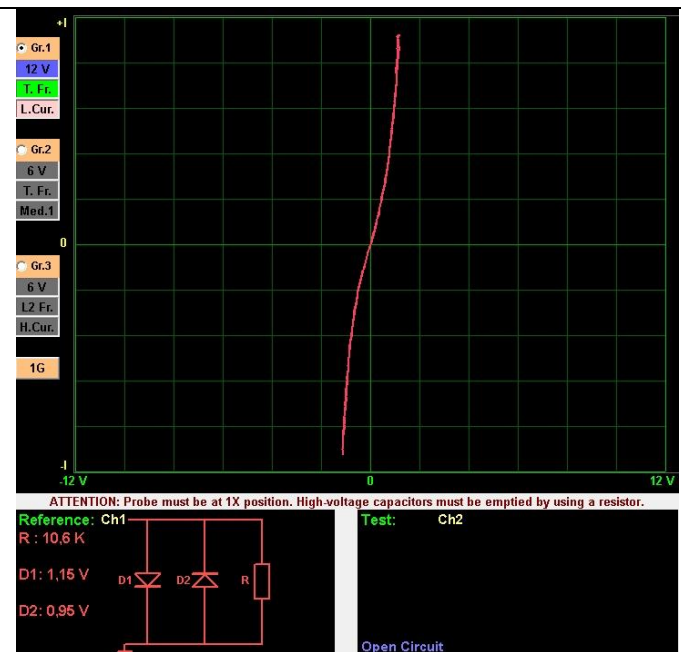 +I
Gr.1
12 V
T. Fr.
L.Cur.
Gr.2
6 V
T. Fr.
Med.1
0
Gr.3
6 V
L2 Fr.
H.Cur.
1G
-I
-12 V 0 12 V
ATTENTION: Probe must be at 1X position. High-voltage capacitors must be emptied by using a resistor.
Reference: Ch1
R : 10,6 K
D1: 1,15 V
D2: 0,95 V
D1 D2 R
Test: Ch2
Open Circuit